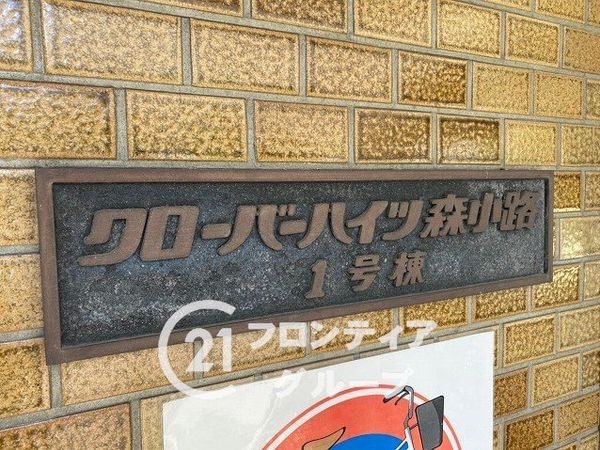 クローバーハイツ森小路
1号棟
21 フロンティア
グループ